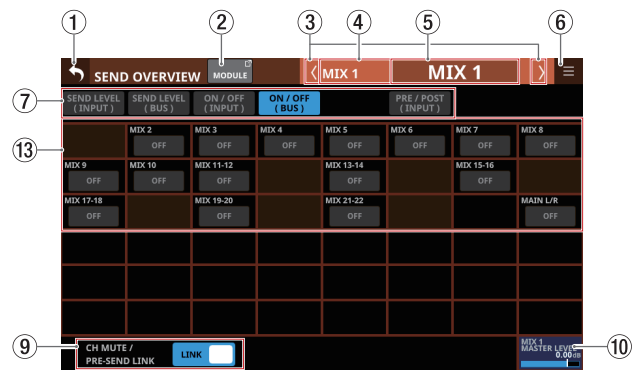 1 2 3 4 5 6
SEND OVERVIEW MODULE MIX 1 MIX 1
7
SEND LEVEL (INPUT) SEND LEVEL (BUS) ON / OFF (INPUT) ON / OFF (BUS) PRE / POST (INPUT)
13
MIX 2 MIX 3 MIX 4 MIX 5 MIX 6 MIX 7 MIX 8
OFF OFF OFF OFF OFF OFF OFF
MIX 9 MIX 10 MIX 11-12 MIX 13-14 MIX 15-16
OFF OFF OFF OFF OFF
MIX 17-18 MIX 19-20 MIX 21-22 MAIN L/R
OFF OFF OFF OFF
9
CH MUTE /
PRE-SEND LINK
LINK
MIX 1
MASTER LEVEL
0.00dB
10